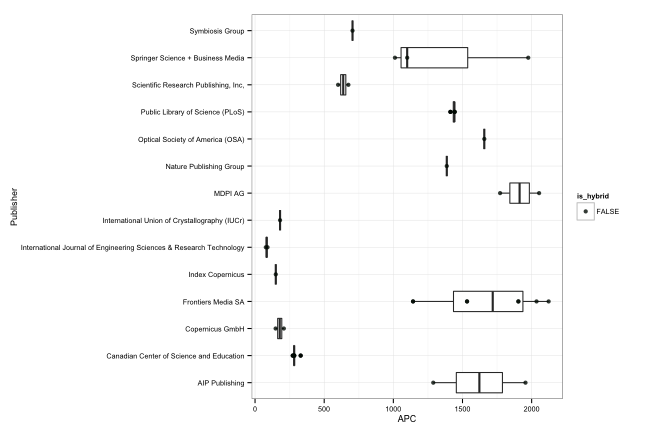 Symbiosis Group
Springer Science + Business Media
Scientific Research Publishing, Inc,
Public Library of Science (PLoS)
Optical Society of America (OSA)
Nature Publishing Group
MDPI AG
International Union of Crystallography (IUCr)
International Journal of Engineering Sciences & Research Technology
Index Copernicus
Frontiers Media SA
Copernicus GmbH
Canadian Center of Science and Education
AIP Publishing
Publisher
0 500 1000 1500 2000
APC
is_hybrid
FALSE